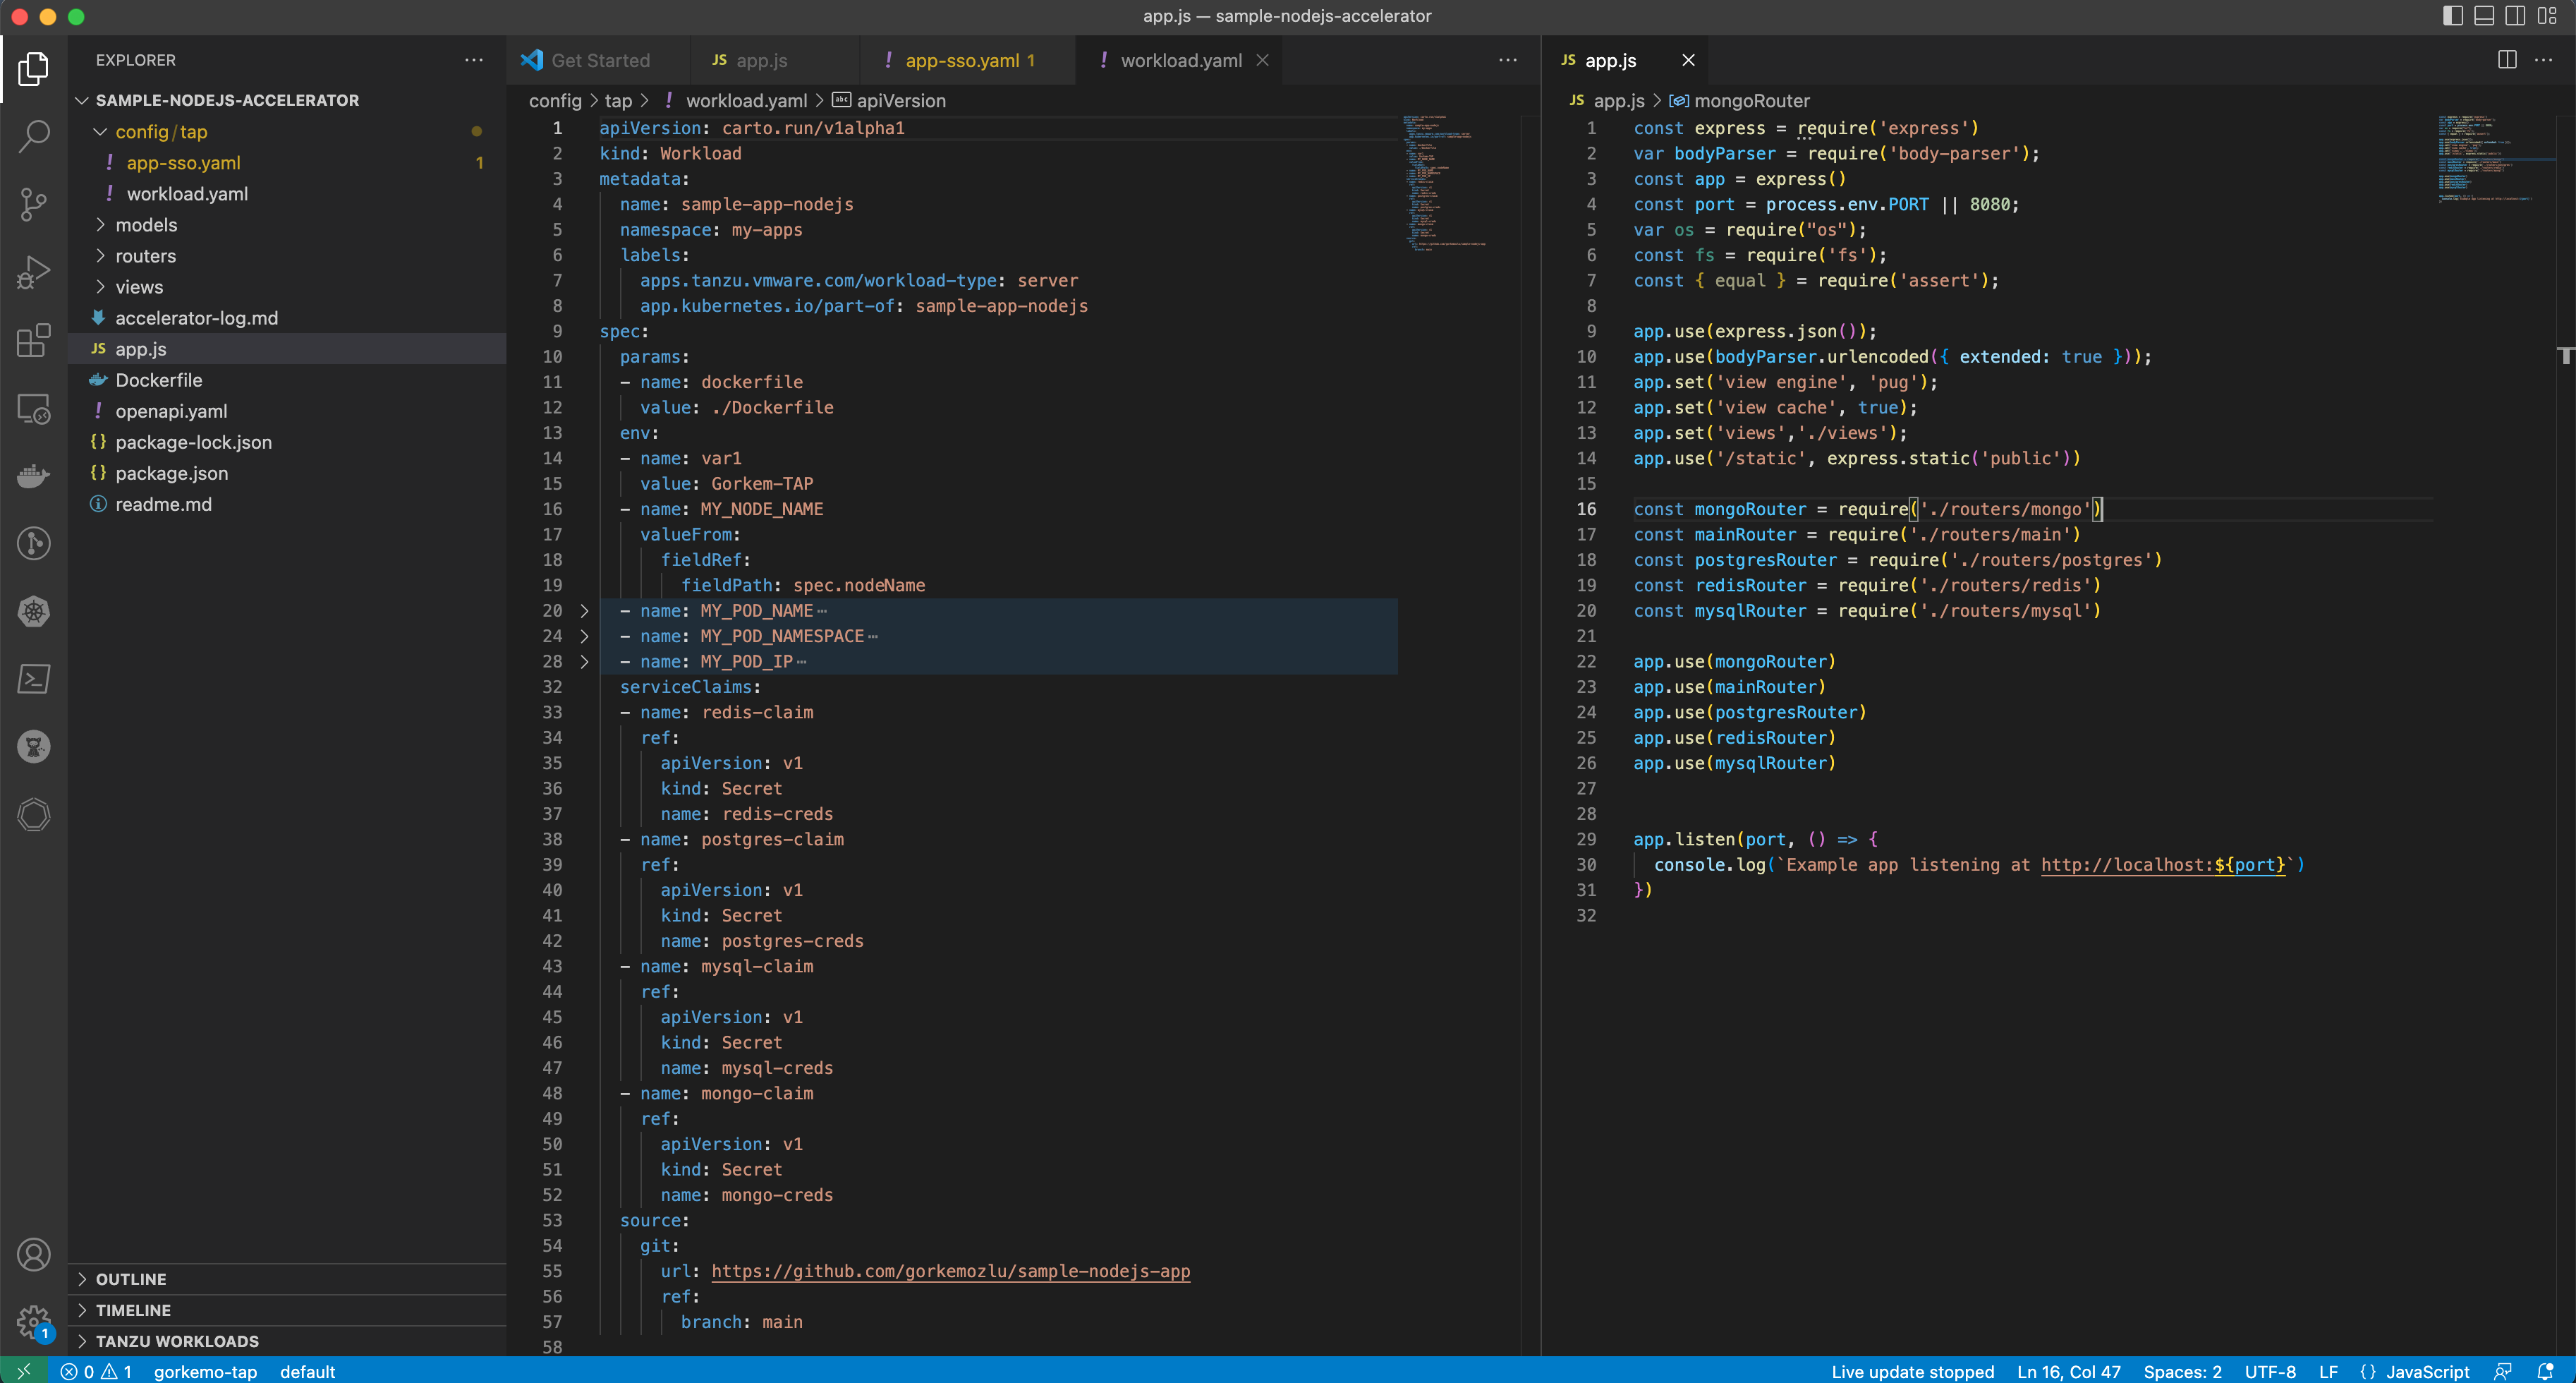 app.js — sample-nodejs-accelerator
EXPLORER
SAMPLE-NODEJS-ACCELERATOR
config/tap
! app-sso.yaml 1
! workload.yaml
models
routers
views
accelerator-log.md
JS app.js
Dockerfile
! openapi.yaml
{} package-lock.json
{} package.json
readme.md
OUTLINE
TIMELINE
TANZU WORKLOADS
1
Get Started JS app.js ! app-sso.yaml 1 ! workload.yaml
config > tap > ! workload.yaml > abc apiVersion
1 apiVersion: carto.run/v1alpha1
2 kind: Workload
3 metadata:
4 name: sample-app-nodejs
5 namespace: my-apps
6 labels:
7 apps.tanzu.vmware.com/workload-type: server
8 app.kubernetes.io/part-of: sample-app-nodejs
9 spec:
10 params:
11 - name: dockerfile
12 value: ./Dockerfile
13 env:
14 - name: var1
15 value: Gorkem-TAP
16 - name: MY_NODE_NAME
17 valueFrom:
18 fieldRef:
19 fieldPath: spec.nodeName
20 > - name: MY_POD_NAME…
24 > - name: MY_POD_NAMESPACE…
28 > - name: MY_POD_IP…
32 serviceClaims:
33 - name: redis-claim
34 ref:
35 apiVersion: v1
36 kind: Secret
37 name: redis-creds
38 - name: postgres-claim
39 ref:
40 apiVersion: v1
41 kind: Secret
42 name: postgres-creds
43 - name: mysql-claim
44 ref:
45 apiVersion: v1
46 kind: Secret
47 name: mysql-creds
48 - name: mongo-claim
49 ref:
50 apiVersion: v1
51 kind: Secret
52 name: mongo-creds
53 source:
54 git:
55 url: https://github.com/gorkemozlu/sample-nodejs-app
56 ref:
57 branch: main
58
JS app.js
JS app.js > mongoRouter
1 const express = require('express')
2 var bodyParser = require('body-parser');
3 const app = express()
4 const port = process.env.PORT || 8080;
5 var os = require("os");
6 const fs = require('fs');
7 const { equal } = require('assert');
8
9 app.use(express.json());
10 app.use(bodyParser.urlencoded({ extended: true }));
11 app.set('view engine', 'pug');
12 app.set('view cache', true);
13 app.set('views','./views');
14 app.use('/static', express.static('public'))
15
16 const mongoRouter = require('./routers/mongo')
17 const mainRouter = require('./routers/main')
18 const postgresRouter = require('./routers/postgres')
19 const redisRouter = require('./routers/redis')
20 const mysqlRouter = require('./routers/mysql')
21
22 app.use(mongoRouter)
23 app.use(mainRouter)
24 app.use(postgresRouter)
25 app.use(redisRouter)
26 app.use(mysqlRouter)
27
28
29 app.listen(port, () => {
30 console.log(`Example app listening at http://localhost:${port}`)
31 })
32
0 1 gorkemo-tap default Live update stopped Ln 16, Col 47 Spaces: 2 UTF-8 LF {} JavaScript